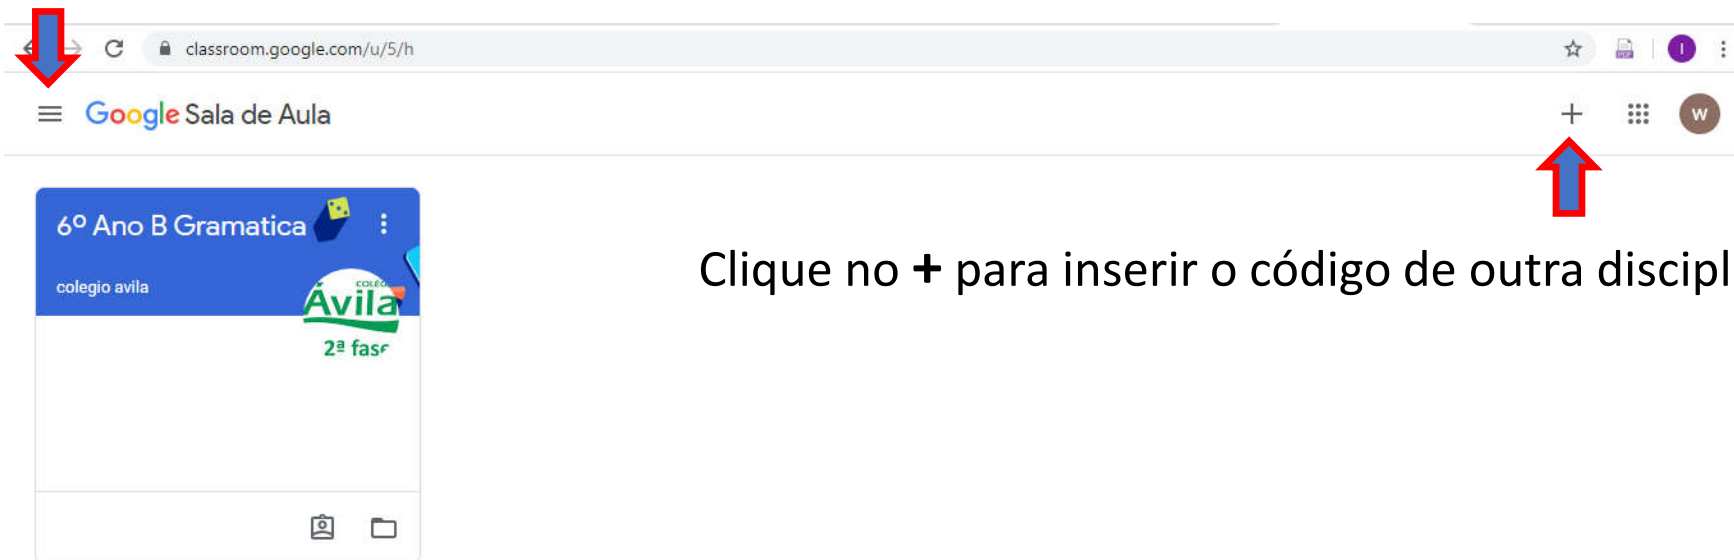 classroom.google.com/u/5/h
I
Google Sala de Aula
W
6º Ano B Gramatica
colegio avila
Ávila
2ª fase
Clique no + para inserir o código de outra discipl